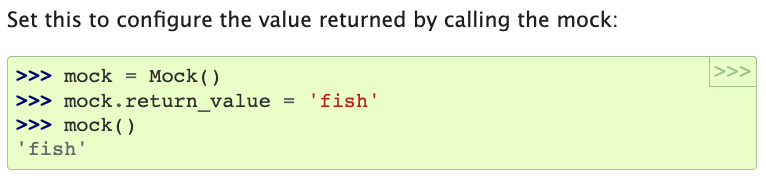 Set this to configure the value returned by calling the mock:
>>> mock = Mock()
>>>
>>> mock.return_value = 'fish'
>>> mock()
'fish'